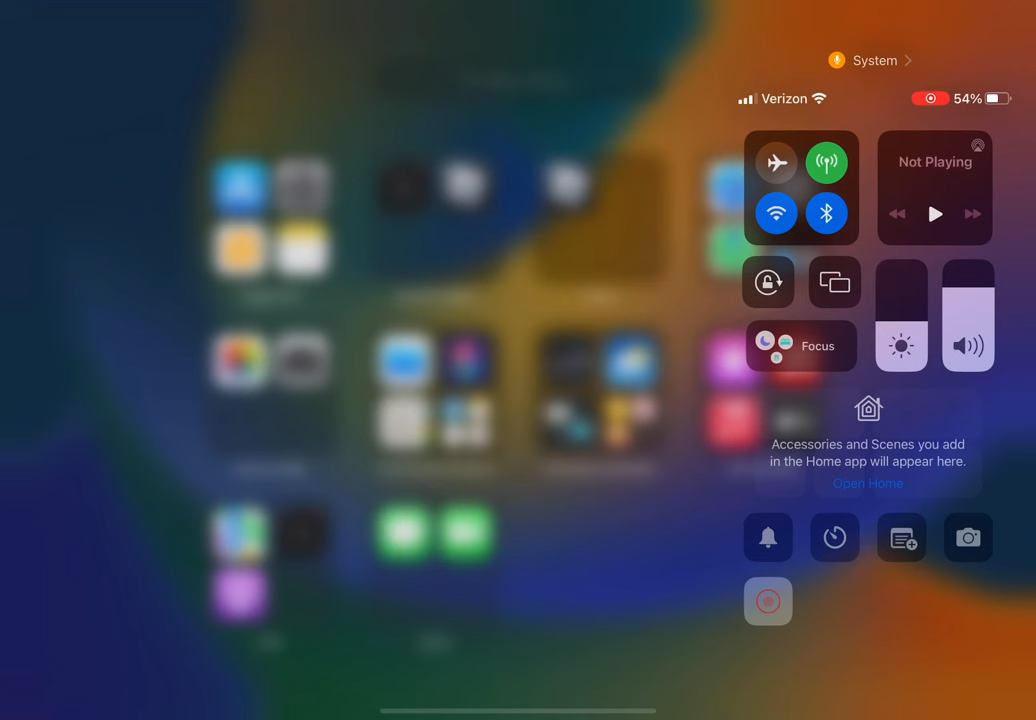 System
Verizon
54%
Not Playing
Focus
Accessories and Scenes you add
in the Home app will appear here.
Open Home